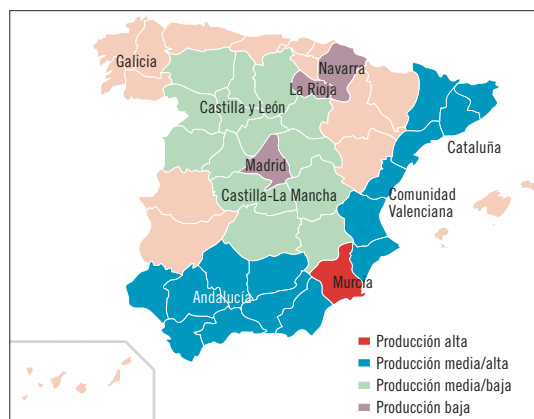 Galicia
Navarra
La Rioja
Castilla y León
Cataluña
Madrid
Castilla-La Mancha
Comunidad
Valenciana
Murcia
Andalucía
Producción alta
Producción media/alta
Producción media/baja
Producción baja